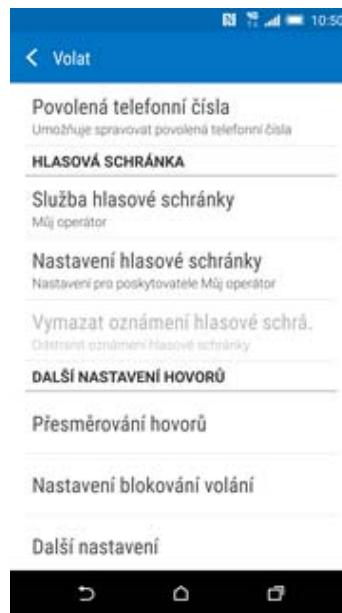 10:50
Volat
Povolená telefonní čísla
Umožňuje spravovat povolená telefonní čísla
HLASOVÁ SCHRÁNKA
Služba hlasové schránky
Můj operátor
Nastavení hlasové schránky
Nastavení pro poskytovatele Můj operátor
Vymazat oznámení hlasové schrá.
Odstranit oznámení hlasové schránky
DALŠÍ NASTAVENÍ HOVORŮ
Přesměrování hovorů
Nastavení blokování volání
Další nastavení